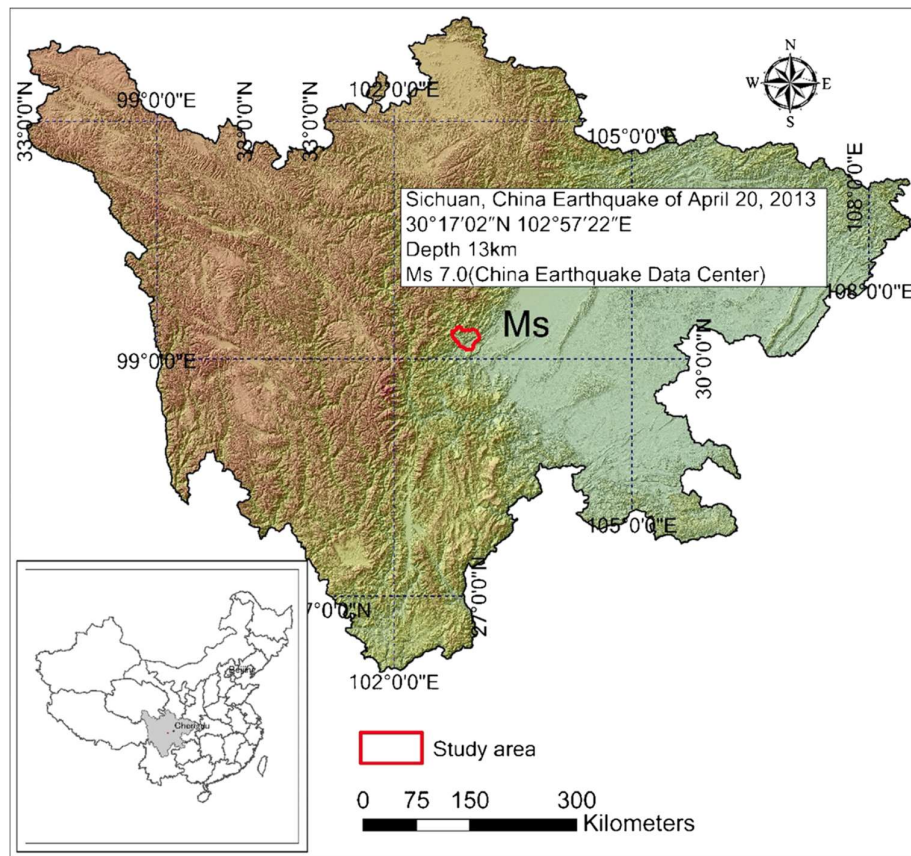 N
W E
S
99°0'0"E
102°0'0"E
33°0'0"N
33°0'0"N
33°0'0"N
105°0'0"E
108°0'0"E
Sichuan, China Earthquake of April 20, 2013
30°17'02"N 102°57'22"E
Depth 13km
Ms 7.0(China Earthquake Data Center)
108°0'0"E
Ms
99°0'0"E
30°0'0"N
105°0'0"E
7°0'0"N
27°0'0"N
102°0'0"E
Beijing
Chengdu
Study area
0 75 150 300
Kilometers